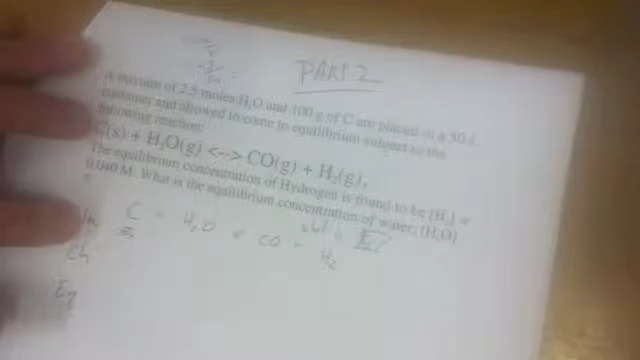 PART 2
A mixture of 2.5 moles H₂O and 100 g of C are placed in a 50 L
container and allowed to come to equilibrium subject to the
following reaction:
C(s) + H₂O(g) <--> CO(g) + H₂(g),
The equilibrium concentration of Hydrogen is found to be [H₂] =
0.040 M. What is the equilibrium concentration of water, [H₂O]
C H₂O CO
H₂
Ch
Eq